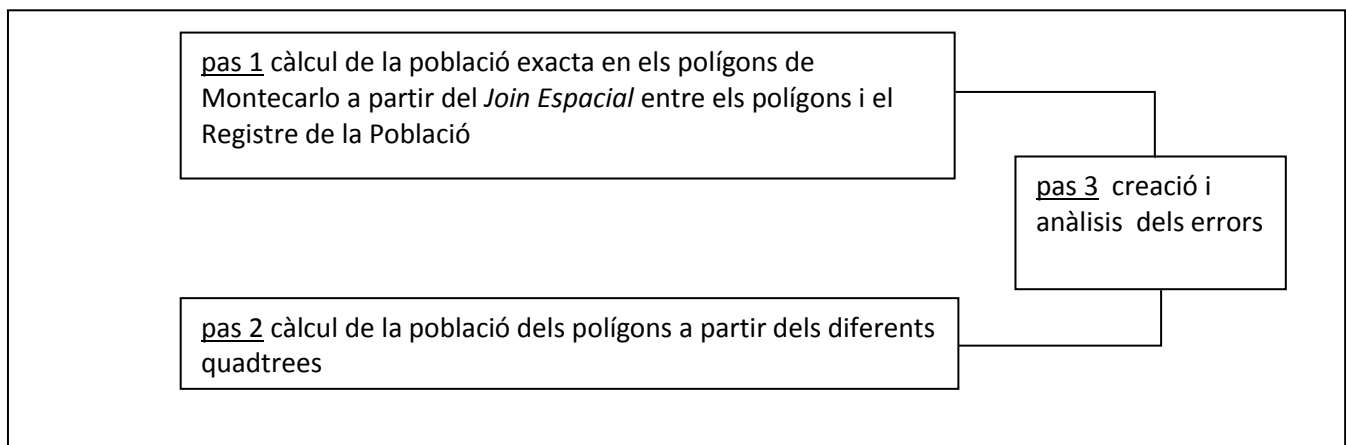 pas 1 càlcul de la població exacta en els polígons de
Montecarlo a partir del Join Espacial entre els polígons i el
Registre de la Població
pas 3 creació i
anàlisis dels errors
pas 2 càlcul de la població dels polígons a partir dels diferents
quadtrees